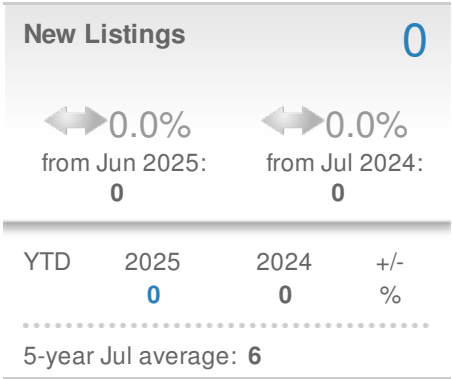 New Listings 0
0.0% 0.0%
from Jun 2025: from Jul 2024:
0 0
YTD 2025 2024 +/-
0 0 %
5-year Jul average: 6